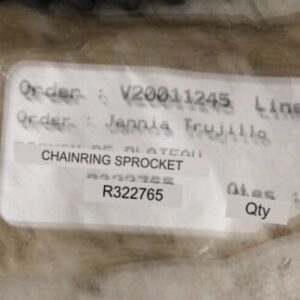 Order : V20011245 Line
Order : Jannia Trujillo
CHAINRING SPROCKET
R322765
Qty